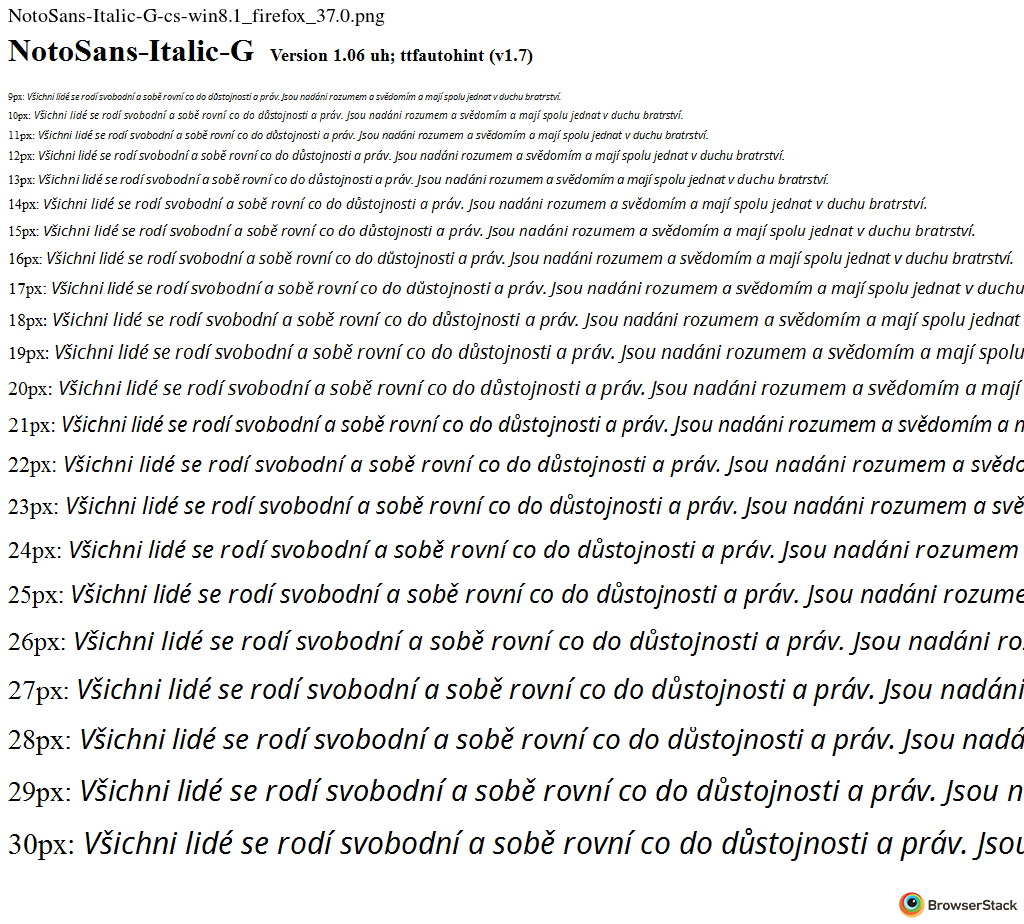 NotoSans-Italic-G-cs-win8.1_firefox_37.0.png
NotoSans-Italic-G Version 1.06 uh; ttfautohint (v1.7)
9px: Všichni lidé se rodí svobodní a sobě rovní co do důstojnosti a práv. Jsou nadáni rozumem a svědomím a mají spolu jednat v duchu bratrství.
10px: Všichni lidé se rodí svobodní a sobě rovní co do důstojnosti a práv. Jsou nadáni rozumem a svědomím a mají spolu jednat v duchu bratrství.
11px: Všichni lidé se rodí svobodní a sobě rovní co do důstojnosti a práv. Jsou nadáni rozumem a svědomím a mají spolu jednat v duchu bratrství.
12px: Všichni lidé se rodí svobodní a sobě rovní co do důstojnosti a práv. Jsou nadáni rozumem a svědomím a mají spolu jednat v duchu bratrství.
13px: Všichni lidé se rodí svobodní a sobě rovní co do důstojnosti a práv. Jsou nadáni rozumem a svědomím a mají spolu jednat v duchu bratrství.
14px: Všichni lidé se rodí svobodní a sobě rovní co do důstojnosti a práv. Jsou nadáni rozumem a svědomím a mají spolu jednat v duchu bratrství.
15px: Všichni lidé se rodí svobodní a sobě rovní co do důstojnosti a práv. Jsou nadáni rozumem a svědomím a mají spolu jednat v duchu bratrství.
16px: Všichni lidé se rodí svobodní a sobě rovní co do důstojnosti a práv. Jsou nadáni rozumem a svědomím a mají spolu jednat v duchu bratrství.
17px: Všichni lidé se rodí svobodní a sobě rovní co do důstojnosti a práv. Jsou nadáni rozumem a svědomím a mají spolu jednat v duchu
18px: Všichni lidé se rodí svobodní a sobě rovní co do důstojnosti a práv. Jsou nadáni rozumem a svědomím a mají spolu jednat
19px: Všichni lidé se rodí svobodní a sobě rovní co do důstojnosti a práv. Jsou nadáni rozumem a svědomím a mají spolu
20px: Všichni lidé se rodí svobodní a sobě rovní co do důstojnosti a práv. Jsou nadáni rozumem a svědomím a mají
21px: Všichni lidé se rodí svobodní a sobě rovní co do důstojnosti a práv. Jsou nadáni rozumem a svědomím a
22px: Všichni lidé se rodí svobodní a sobě rovní co do důstojnosti a práv. Jsou nadáni rozumem a svědo
23px: Všichni lidé se rodí svobodní a sobě rovní co do důstojnosti a práv. Jsou nadáni rozumem a svě
24px: Všichni lidé se rodí svobodní a sobě rovní co do důstojnosti a práv. Jsou nadáni rozumem
25px: Všichni lidé se rodí svobodní a sobě rovní co do důstojnosti a práv. Jsou nadáni rozume
26px: Všichni lidé se rodí svobodní a sobě rovní co do důstojnosti a práv. Jsou nadáni ro
27px: Všichni lidé se rodí svobodní a sobě rovní co do důstojnosti a práv. Jsou nadáni
28px: Všichni lidé se rodí svobodní a sobě rovní co do důstojnosti a práv. Jsou nadá
29px: Všichni lidé se rodí svobodní a sobě rovní co do důstojnosti a práv. Jsou n
30px: Všichni lidé se rodí svobodní a sobě rovní co do důstojnosti a práv. Jsou
BrowserStack